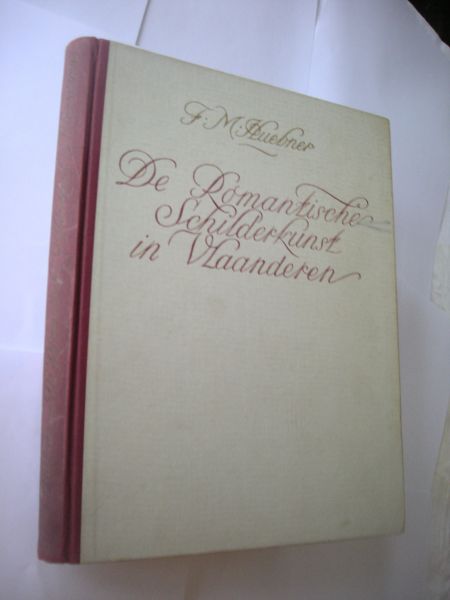 F. M. Huebner
De Romantische
Schilderkunst
in Vlaanderen